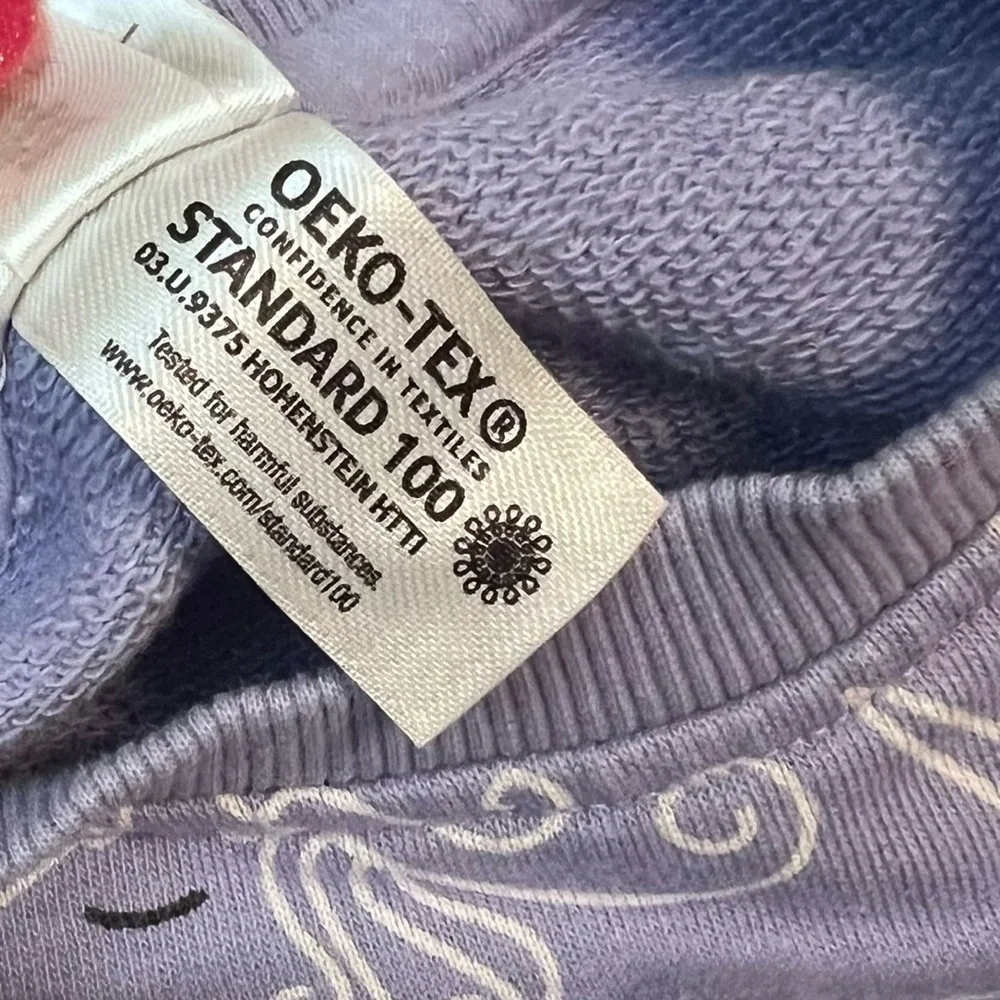 OEKO-TEX®
CONFIDENCE IN TEXTILES
STANDARD 100
03.U.9375 HOHENSTEIN HTTI
Tested for harmful substances
www.oeko-tex.com/standard100